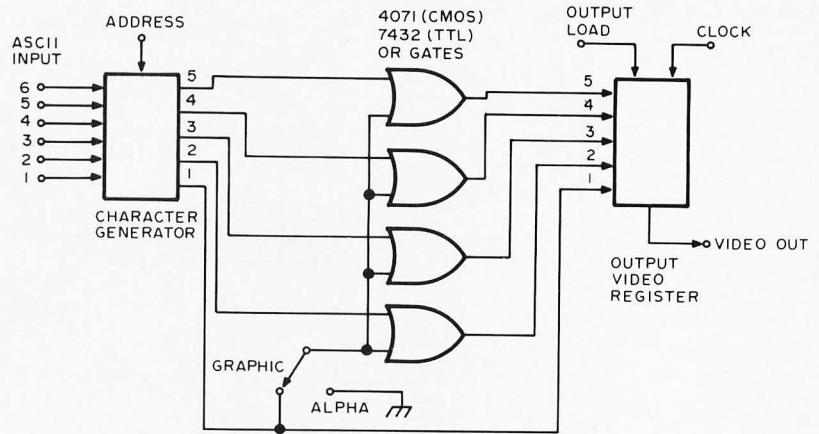 ADDRESS
ASCII
INPUT
6
5
4
3
2
1
CHARACTER
GENERATOR
5
4
3
2
1
4071 (CMOS)
7432 (TTL)
OR GATES
GRAPHIC
ALPHA
OUTPUT
LOAD
CLOCK
5
4
3
2
1
VIDEO OUT
OUTPUT
VIDEO
REGISTER